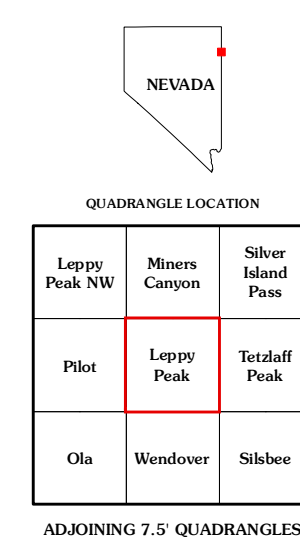 NEVADA
QUADRANGLE LOCATION
Leppy
Peak NW
Miners
Canyon
Silver
Island
Pass
Pilot
Leppy
Peak
Tetzlaff
Peak
Ola
Wendover
Silsbee
ADJOINING 7.5' QUADRANGLES